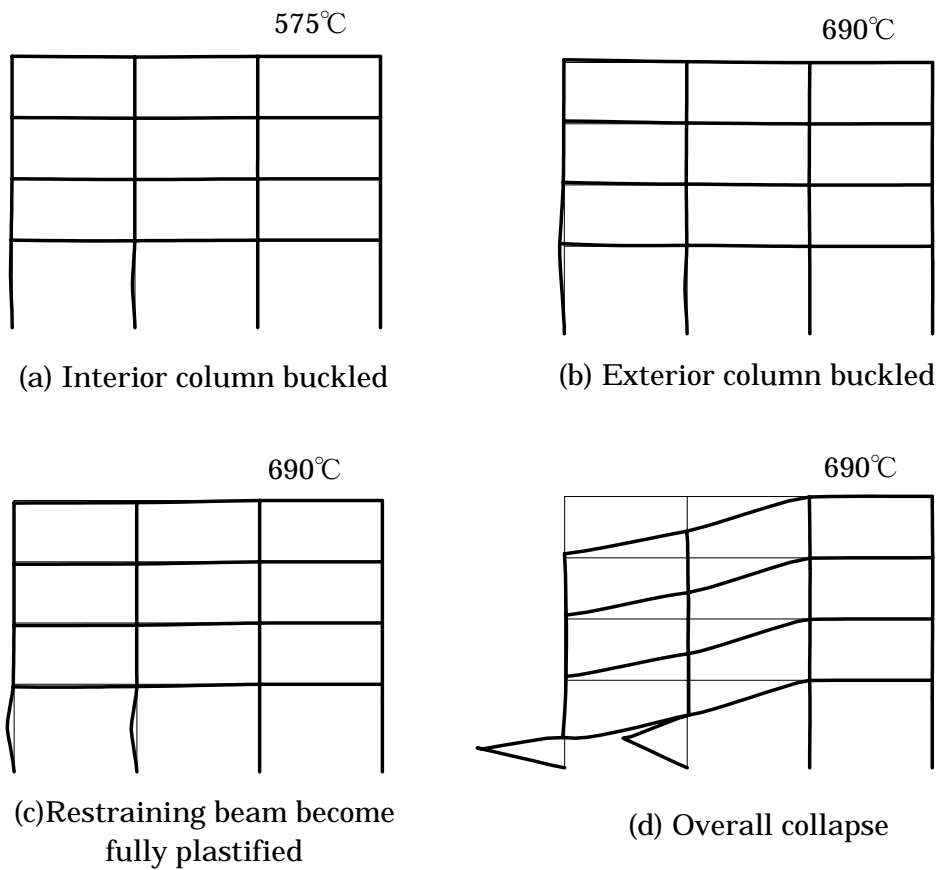 575℃
690℃
(a) Interior column buckled
(b) Exterior column buckled
690℃
690℃
(c)Restraining beam become
fully plastified
(d) Overall collapse